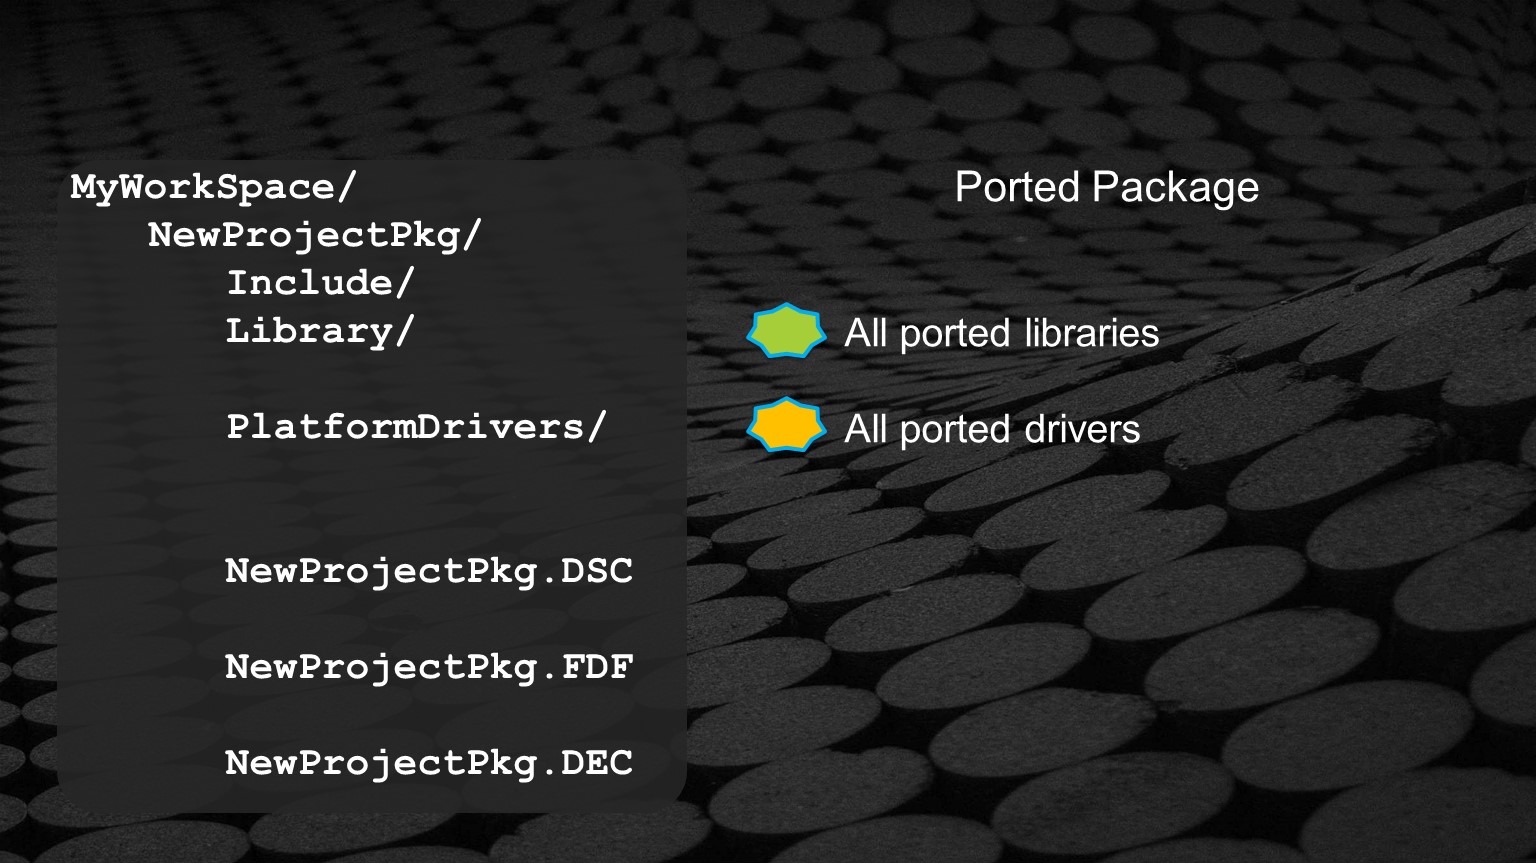 MyWorkSpace/
NewProjectPkg/
Include/
Library/
PlatformDrivers/
NewProjectPkg.DSC
NewProjectPkg.FDF
NewProjectPkg.DEC
Ported Package
All ported libraries
All ported drivers